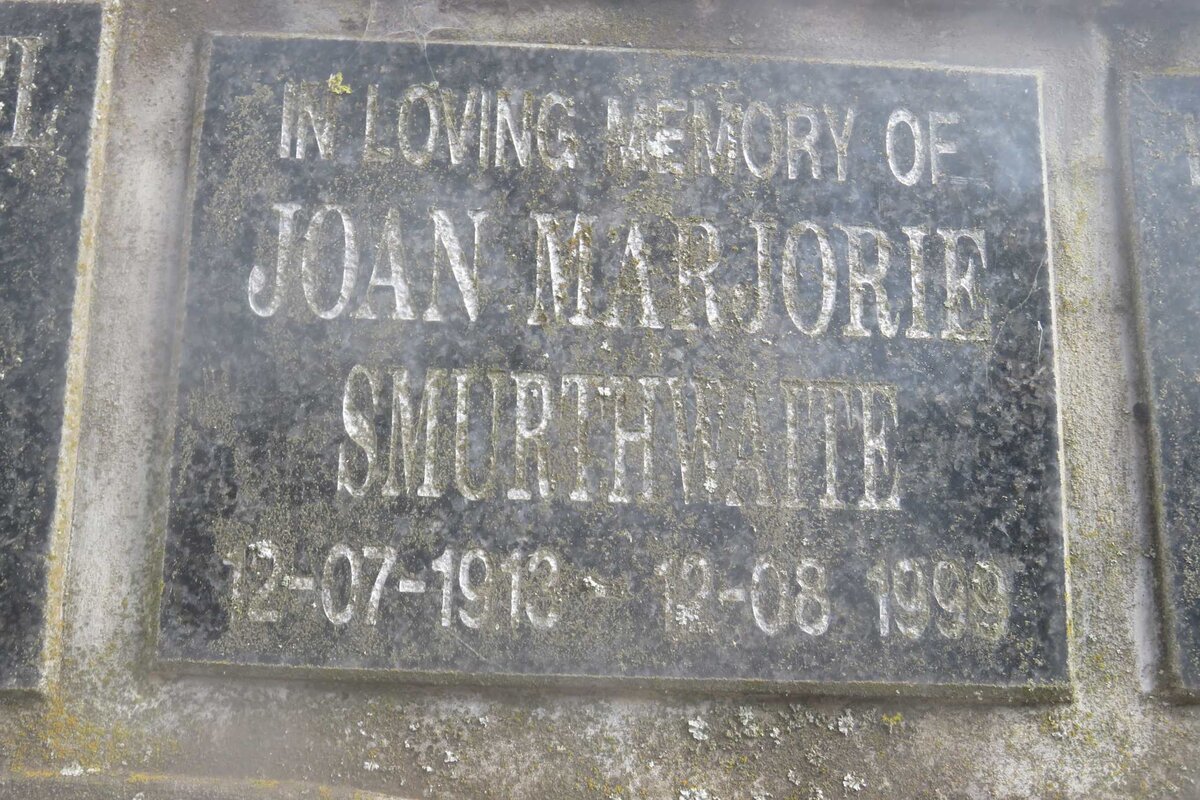 IN LOVING MEMORY OF
JOAN MARJORIE
SMURTHWAITE
12-07-1913 - 12-08 1999